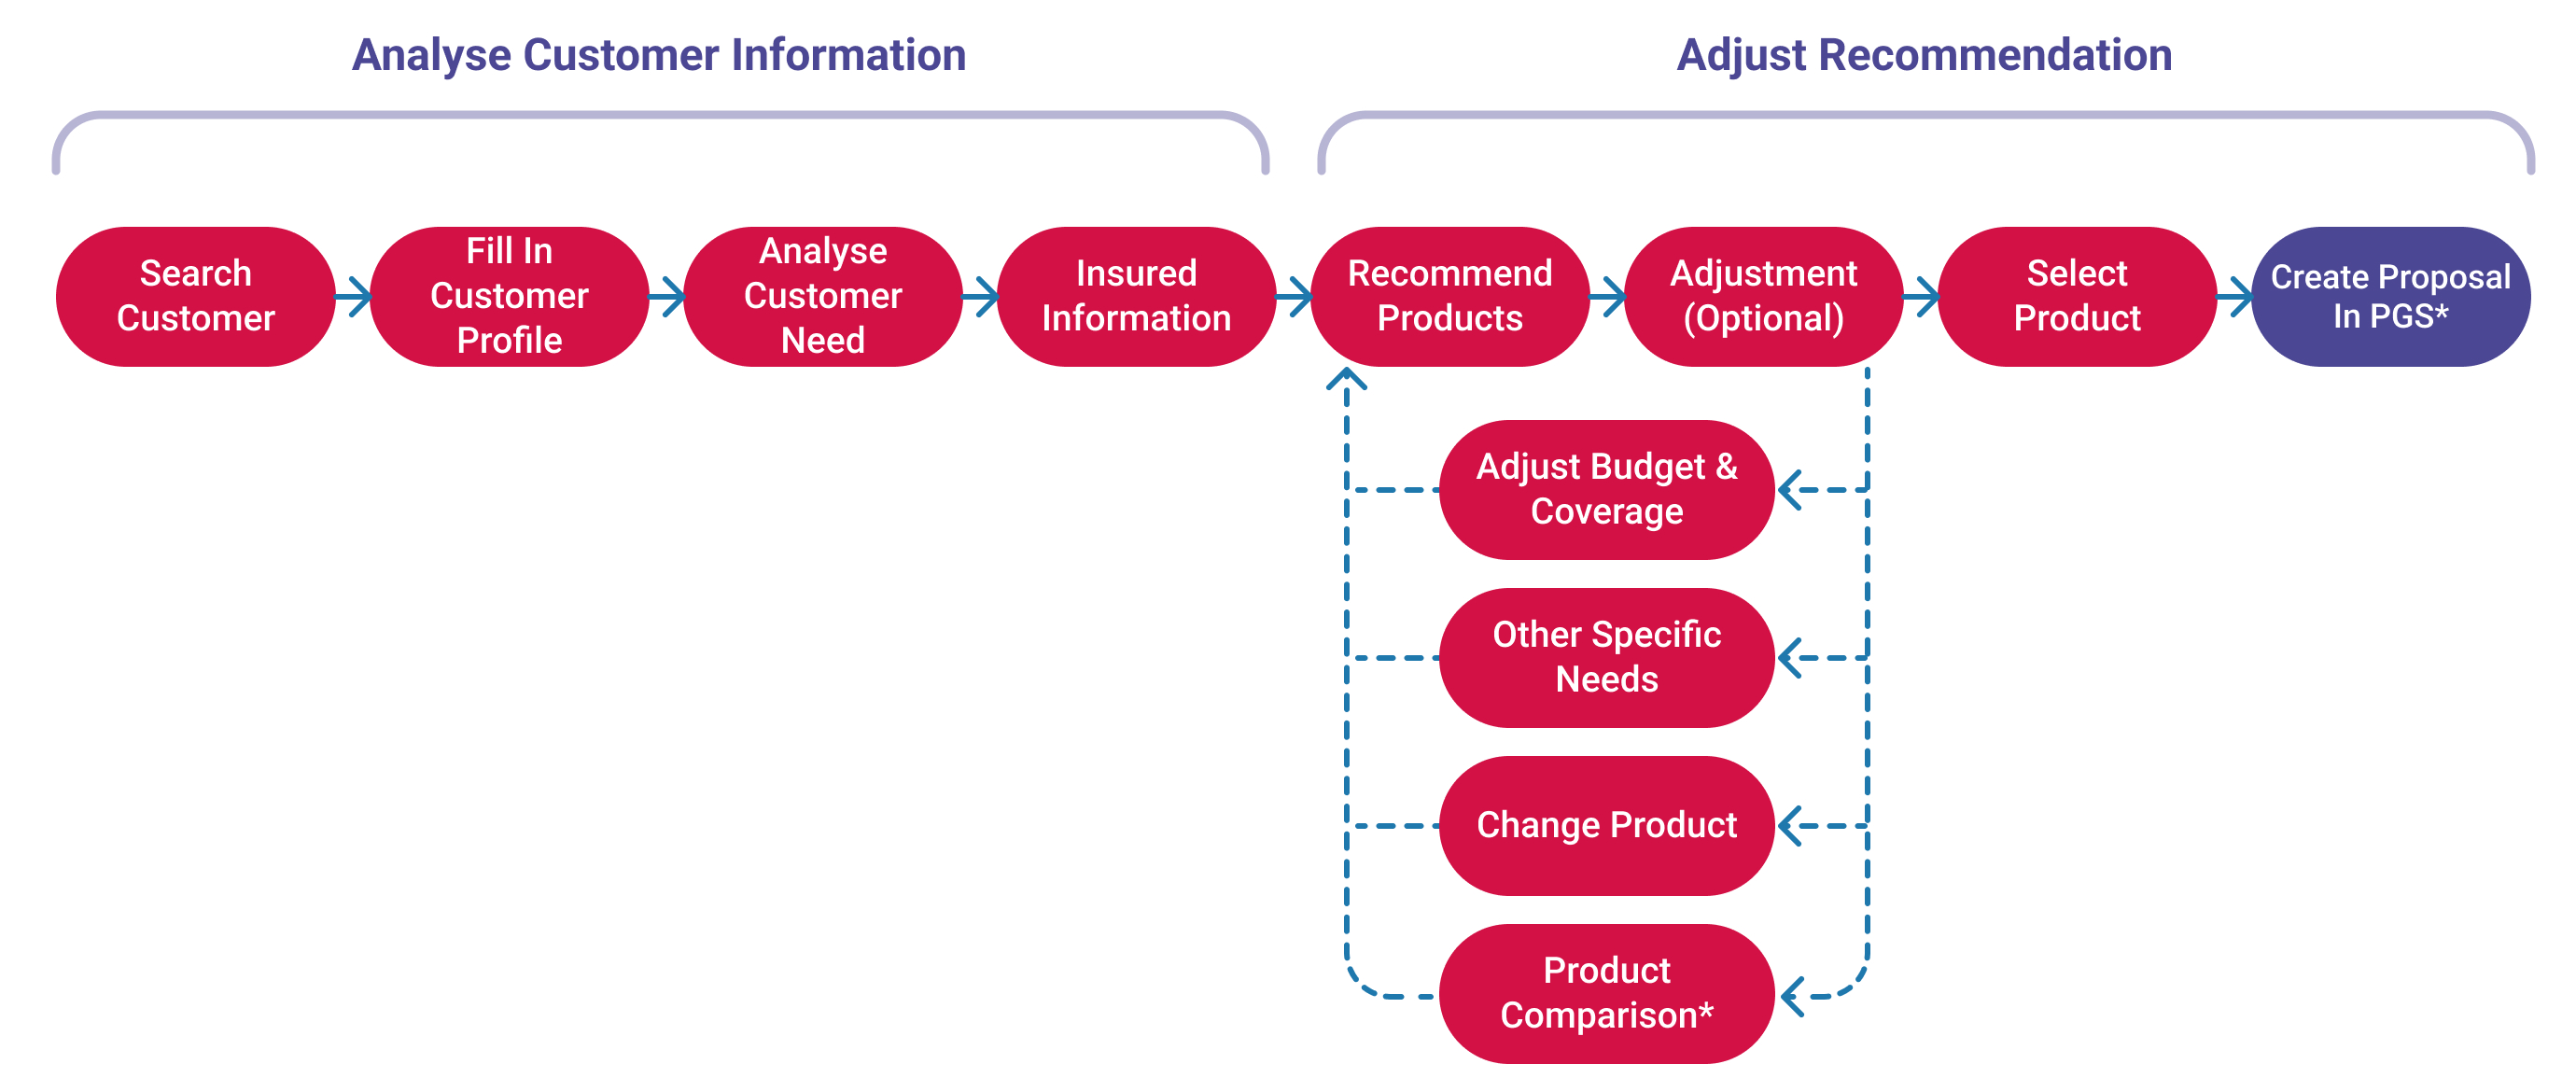 Analyse Customer Information
Adjust Recommendation
Search
Customer
Fill In
Customer
Profile
Analyse
Customer
Need
Insured
Information
Recommend
Products
Adjustment
(Optional)
Select
Product
Create Proposal
In PGS*
Adjust Budget &
Coverage
Other Specific
Needs
Change Product
Product
Comparison*